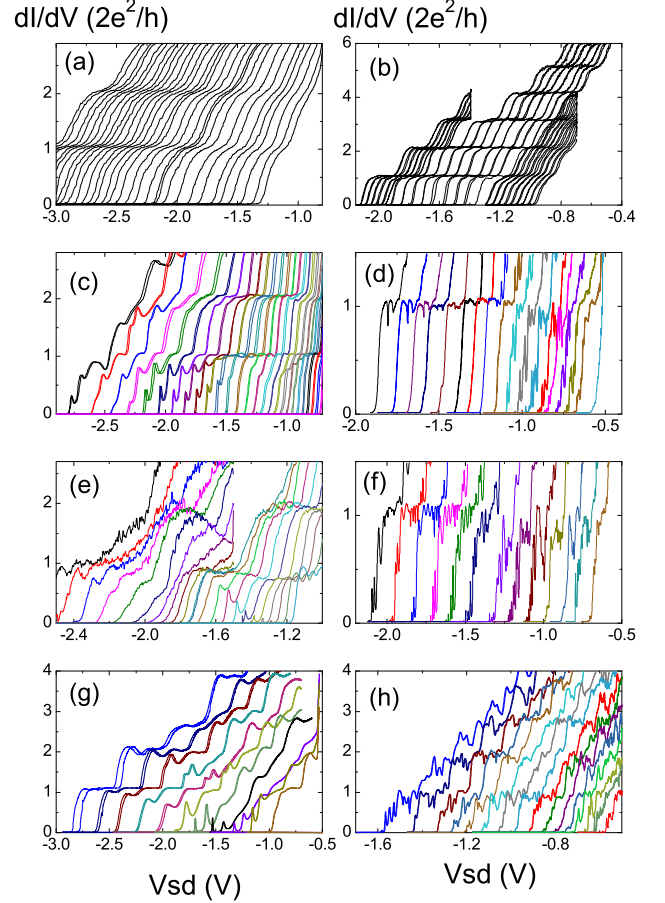 dI/dV (2e²/h) dI/dV (2e²/h)
(a) (b)
2 1 0
-3.0 -2.5 -2.0 -1.5 -1.0
6 4 2 0
-2.0 -1.6 -1.2 -0.8 -0.4
(c) (d)
2 1 0
-2.5 -2.0 -1.5 -1.0
1 0
-2.0 -1.5 -1.0 -0.5
(e) (f)
2 1 0
-2.4 -2.0 -1.6 -1.2
1 0
-2.0 -1.5 -1.0 -0.5
(g) (h)
4 3 2 1 0
-3.0 -2.5 -2.0 -1.5 -1.0 -0.5
4 3 2 1 0
-1.6 -1.2 -0.8
Vsd (V) Vsd (V)